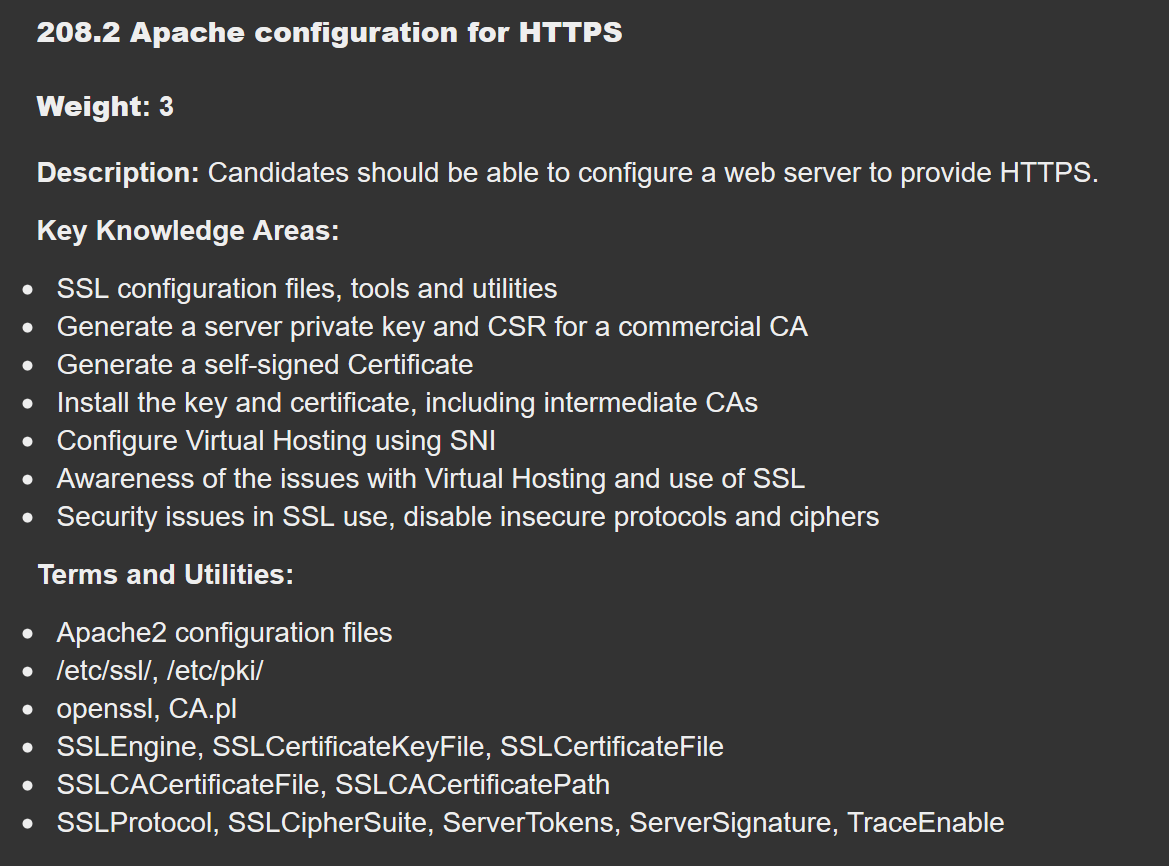 208.2 Apache configuration for HTTPS
Weight: 3
Description: Candidates should be able to configure a web server to provide HTTPS.
Key Knowledge Areas:
SSL configuration files, tools and utilities
Generate a server private key and CSR for a commercial CA
Generate a self-signed Certificate
Install the key and certificate, including intermediate CAs
Configure Virtual Hosting using SNI
Awareness of the issues with Virtual Hosting and use of SSL
Security issues in SSL use, disable insecure protocols and ciphers
Terms and Utilities:
Apache2 configuration files
/etc/ssl/, /etc/pki/
openssl, CA.pl
SSLEngine, SSLCertificateKeyFile, SSLCertificateFile
SSLCACertificateFile, SSLCACertificatePath
SSLProtocol, SSLCipherSuite, ServerTokens, ServerSignature, TraceEnable